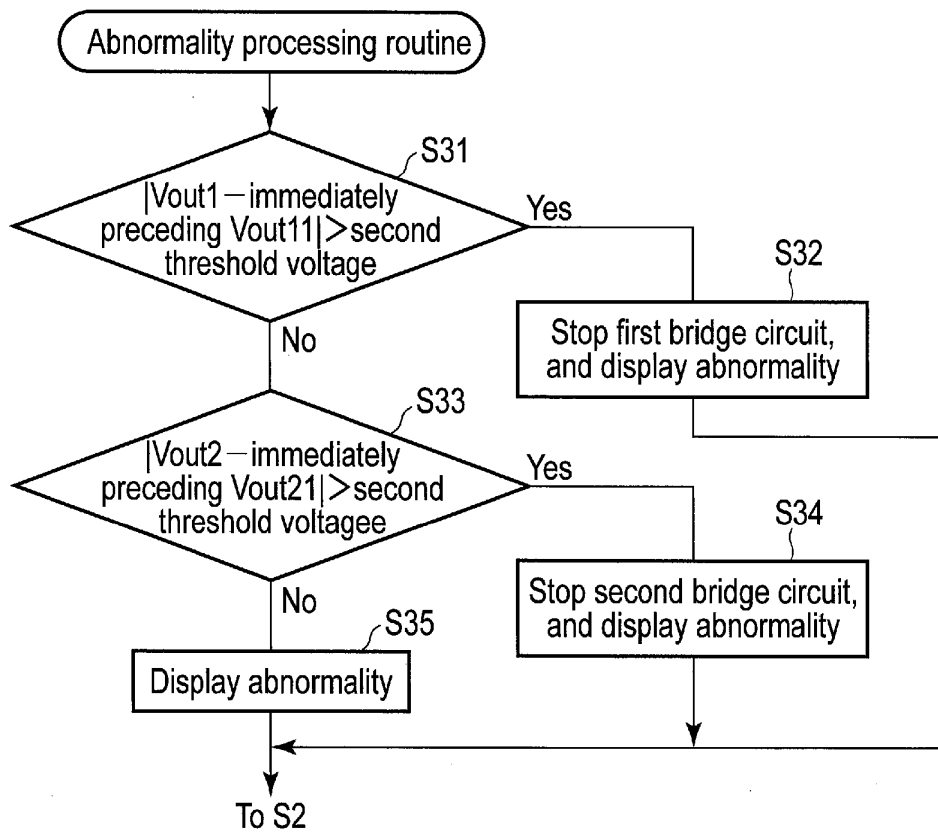 Abnormality processing routine
S31
|Vout1－immediately
preceding Vout11|＞second
threshold voltage
Yes
No
S32
Stop first bridge circuit,
and display abnormality
S33
|Vout2－immediately
preceding Vout21|＞second
threshold voltagee
Yes
No
S34
Stop second bridge circuit,
and display abnormality
S35
Display abnormality
To S2